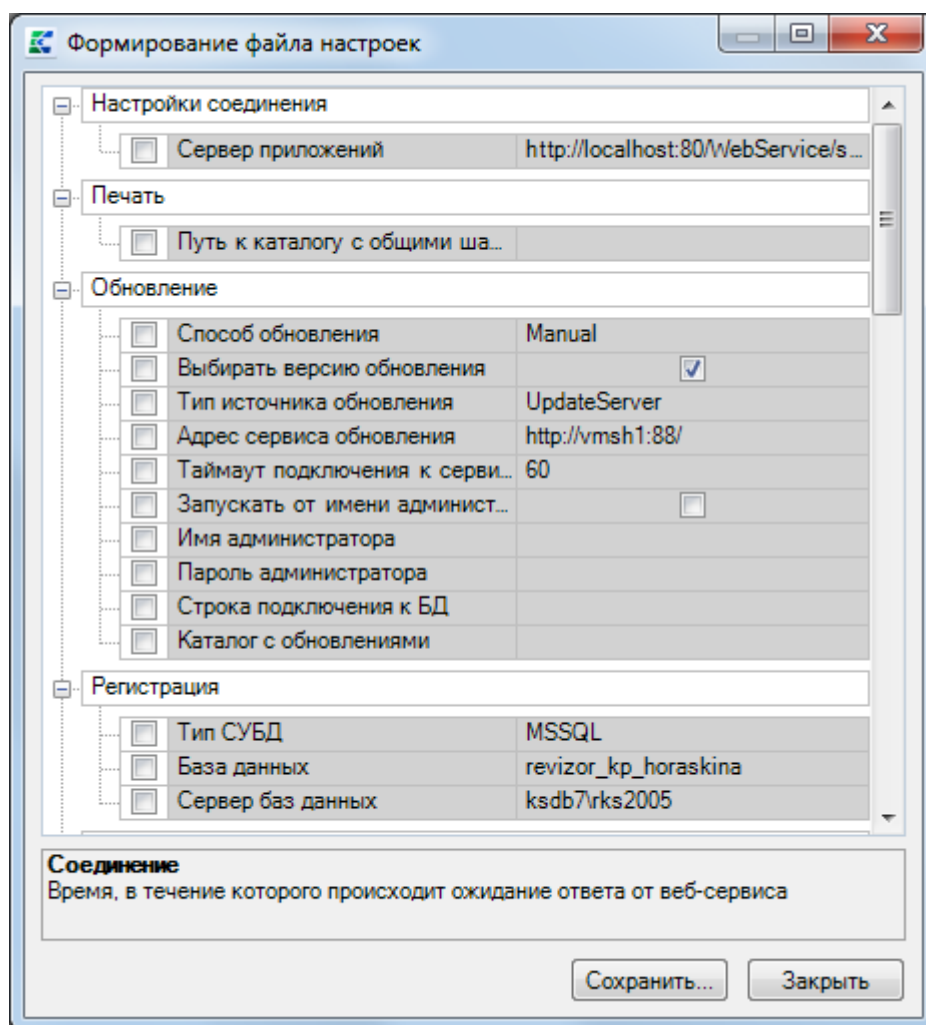 Формирование файла настроек
Настройки соединения
Сервер приложений http://localhost:80/WebService/s...
Печать
Путь к каталогу с общими ша...
Обновление
Способ обновления Manual
Выбирать версию обновления
Тип источника обновления UpdateServer
Адрес сервиса обновления http://vmsh1:88/
Таймаут подключения к серви... 60
Запускать от имени админист...
Имя администратора
Пароль администратора
Строка подключения к БД
Каталог с обновлениями
Регистрация
Тип СУБД MSSQL
База данных revizor_kp_horaskina
Сервер баз данных ksdb7\rks2005
Соединение
Время, в течение которого происходит ожидание ответа от веб-сервиса
Сохранить... Закрыть